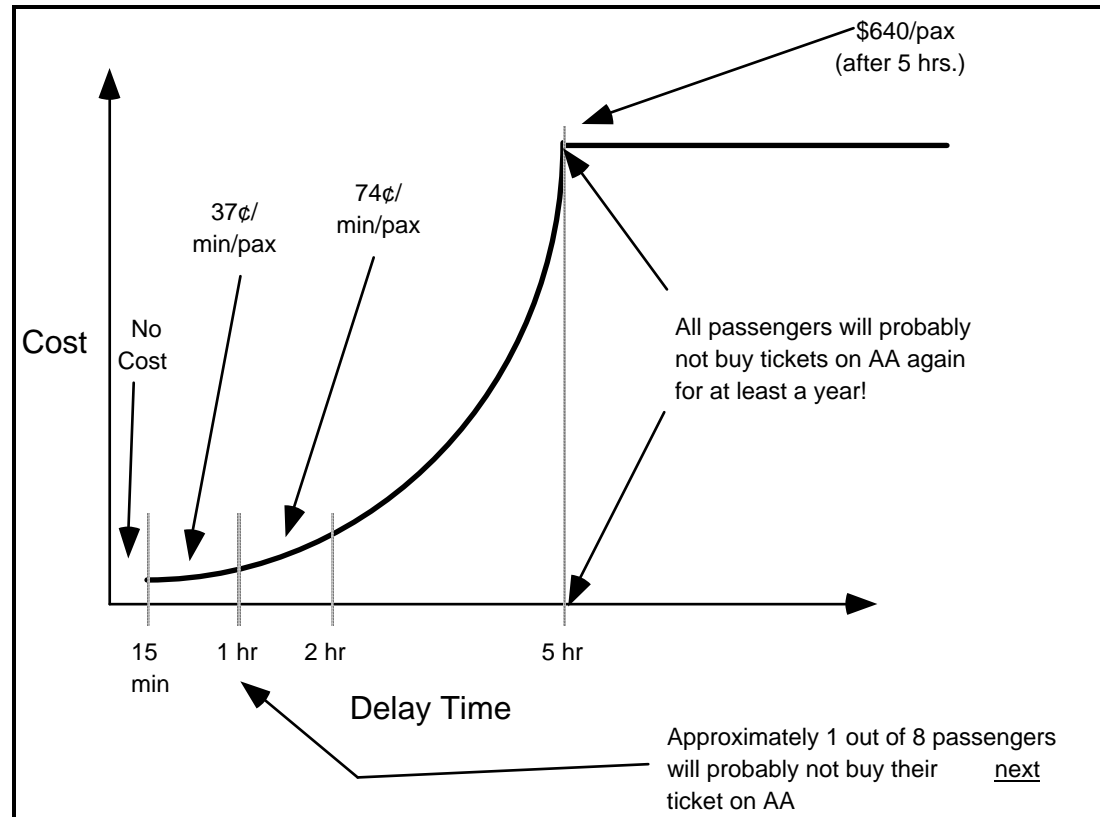 $640/pax
(after 5 hrs.)
74¢/
min/pax
37¢/
min/pax
No
Cost
Cost
All passengers will probably
not buy tickets on AA again
for at least a year!
15
min
1 hr
2 hr
5 hr
Delay Time
Approximately 1 out of 8 passengers
will probably not buy their next
ticket on AA